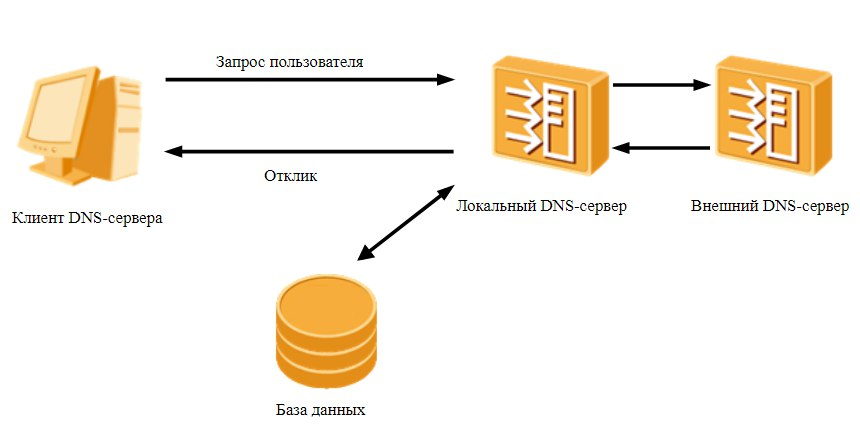 Запрос пользователя
Отклик
Клиент DNS-сервера
Локальный DNS-сервер
Внешний DNS-сервер
База данных